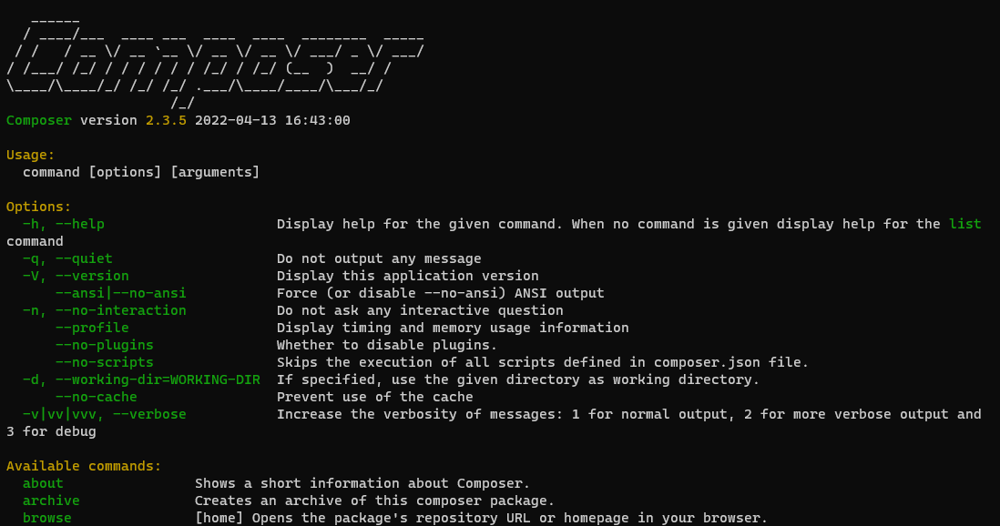 ______
  / ____/___  ____ ___  ____  ____  ________  _____
 / /   / __ \/ __ `__ \/ __ \/ __ \/ ___/ _ \/ ___/
/ /___/ /_/ / / / / / / /_/ / /_/ (__  )  __/ /
\____/\____/_/ /_/ /_/ .___/\____/____/\___/_/
                    /_/
Composer version 2.3.5 2022-04-13 16:43:00

Usage:
  command [options] [arguments]

Options:
  -h, --help                     Display help for the given command. When no command is given display help for the list
command
  -q, --quiet                    Do not output any message
  -V, --version                  Display this application version
      --ansi|--no-ansi           Force (or disable --no-ansi) ANSI output
  -n, --no-interaction           Do not ask any interactive question
      --profile                  Display timing and memory usage information
      --no-plugins               Whether to disable plugins.
      --no-scripts               Skips the execution of all scripts defined in composer.json file.
  -d, --working-dir=WORKING-DIR  If specified, use the given directory as working directory.
      --no-cache                 Prevent use of the cache
  -v|vv|vvv, --verbose           Increase the verbosity of messages: 1 for normal output, 2 for more verbose output and
3 for debug

Available commands:
  about                Shows a short information about Composer.
  archive              Creates an archive of this composer package.
  browse               [home] Opens the package's repository URL or homepage in your browser.